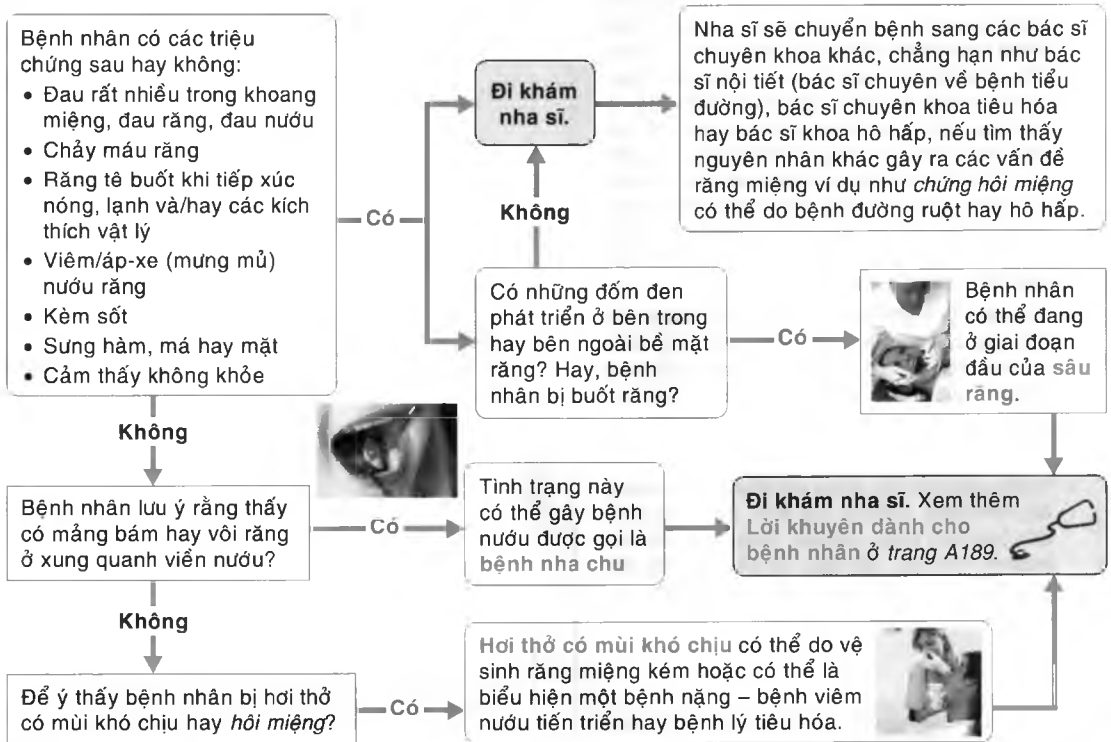 Bệnh nhân có các triệu
chứng sau hay không:
• Đau rất nhiều trong khoang
miệng, đau răng, đau nướu
• Chảy máu răng
• Răng tê buốt khi tiếp xúc
nóng, lạnh và/hay các kích
thích vật lý
• Viêm/áp-xe (mưng mủ)
nướu răng
• Kèm sốt
• Sưng hàm, má hay mặt
• Cảm thấy không khỏe
Có
Đi khám
nha sĩ.
Nha sĩ sẽ chuyển bệnh sang các bác sĩ
chuyên khoa khác, chẳng hạn như bác
sĩ nội tiết (bác sĩ chuyên về bệnh tiểu
đường), bác sĩ chuyên khoa tiêu hóa
hay bác sĩ khoa hô hấp, nếu tìm thấy
nguyên nhân khác gây ra các vấn đề
răng miệng ví dụ như chứng hôi miệng
có thể do bệnh đường ruột hay hô hấp.
Không
Có những đốm đen
phát triển ở bên trong
hay bên ngoài bề mặt
răng? Hay, bệnh
nhân bị buốt răng?
Có
Bệnh nhân
có thể đang
ở giai đoạn
đầu của sâu
răng.
Không
Bệnh nhân lưu ý rằng thấy
có mảng bám hay vôi răng
ở xung quanh viền nướu?
Có
Tình trạng này
có thể gây bệnh
nướu được gọi là
bệnh nha chu
Đi khám nha sĩ. Xem thêm
Lời khuyên dành cho
bệnh nhân ở trang A189.
Không
Để ý thấy bệnh nhân bị hơi thở
có mùi khó chịu hay hôi miệng?
Có
Hơi thở có mùi khó chịu có thể do vệ
sinh răng miệng kém hoặc có thể là
biểu hiện một bệnh nặng – bệnh viêm
nướu tiến triển hay bệnh lý tiêu hóa.